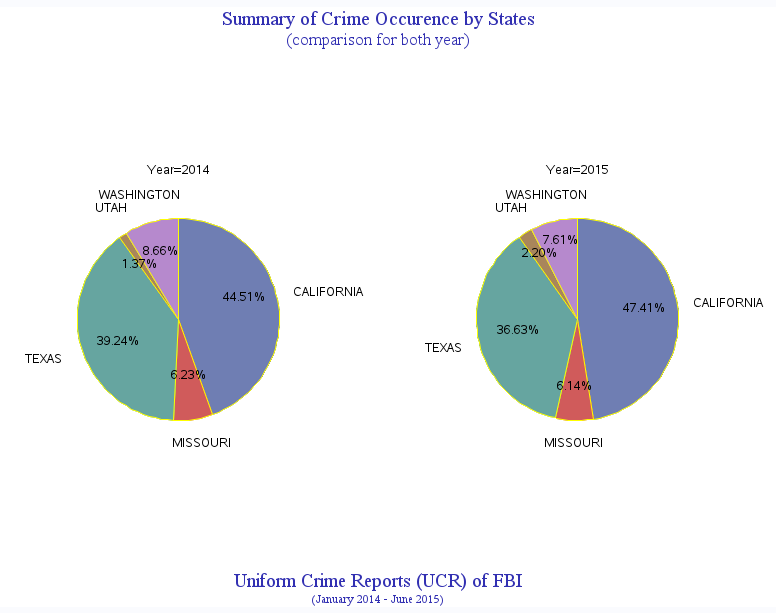 Summary of Crime Occurence by States
(comparison for both year)
Year=2014
WASHINGTON
UTAH
8.66%
1.37%
44.51%
CALIFORNIA
39.24%
TEXAS
6.23%
MISSOURI
Year=2015
WASHINGTON
UTAH
7.61%
2.20%
47.41%
CALIFORNIA
36.63%
TEXAS
6.14%
MISSOURI
Uniform Crime Reports (UCR) of FBI
(January 2014 - June 2015)